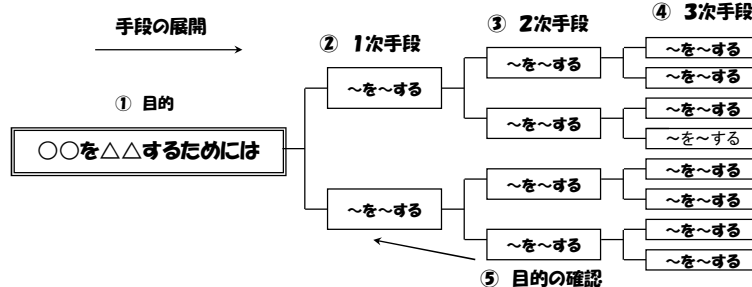 手段の展開
① 目的
○○を△△するためには
② 1次手段
～を～する
～を～する
③ 2次手段
～を～する
～を～する
～を～する
～を～する
④ 3次手段
～を～する
～を～する
～を～する
～を～する
～を～する
～を～する
～を～する
～を～する
⑤ 目的の確認